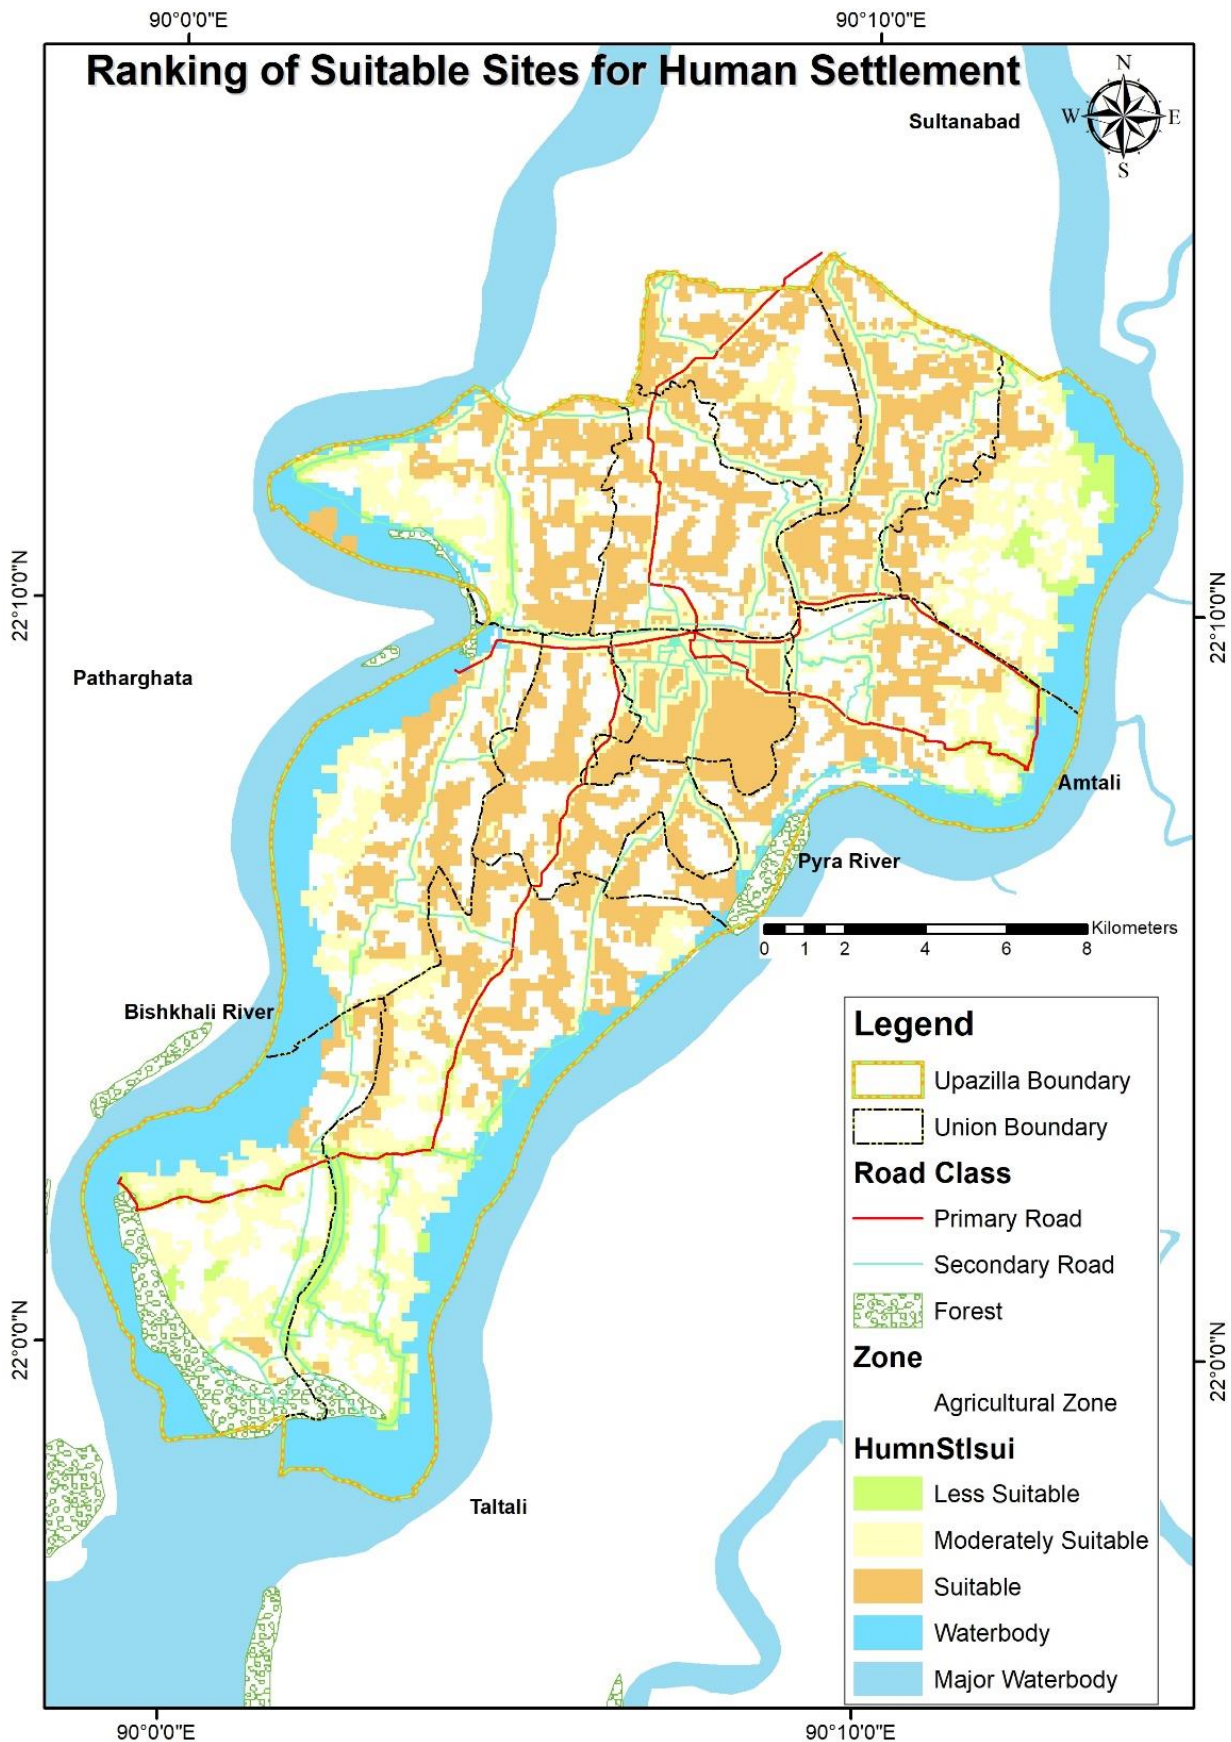 90°0'0"E
90°10'0"E
Ranking of Suitable Sites for Human Settlement
N
W
E
S
Sultanabad
22°10'0"N
22°10'0"N
Patharghata
Amtali
Pyra River
Kilometers
0 1 2 4 6 8
Bishkhali River
Legend
Upazilla Boundary
Union Boundary
Road Class
Primary Road
Secondary Road
Forest
22°0'0"N
22°0'0"N
Zone
Agricultural Zone
HumnStlsui
Less Suitable
Taltali
Moderately Suitable
Suitable
Waterbody
Major Waterbody
90°0'0"E
90°10'0"E